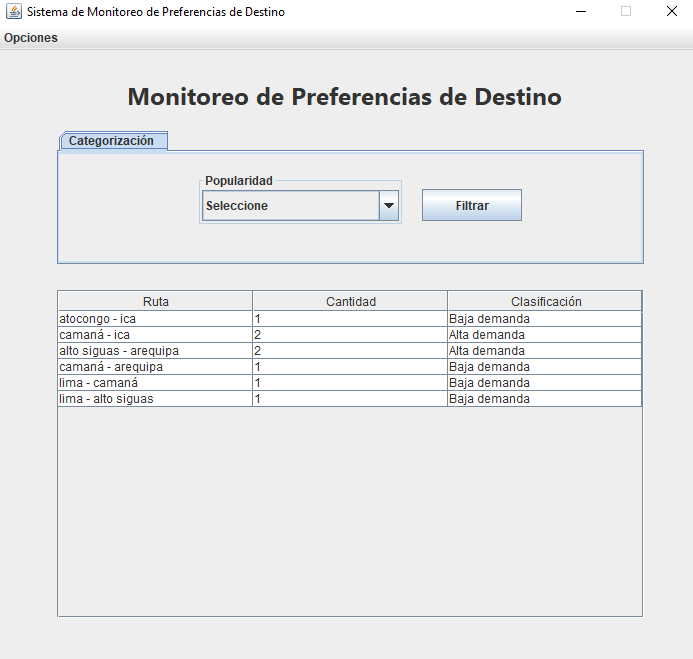 Sistema de Monitoreo de Preferencias de Destino
Opciones
Monitoreo de Preferencias de Destino
Categorización
Popularidad
Seleccione
Filtrar
Ruta Cantidad Clasificación
atocongo - ica 1 Baja demanda
camaná - ica 2 Alta demanda
alto siguas - arequipa 2 Alta demanda
camaná - arequipa 1 Baja demanda
lima - camaná 1 Baja demanda
lima - alto siguas 1 Baja demanda